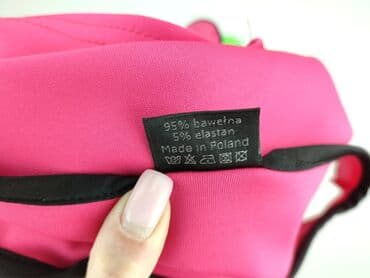 95% bawełna
5% elastan
Made in Poland